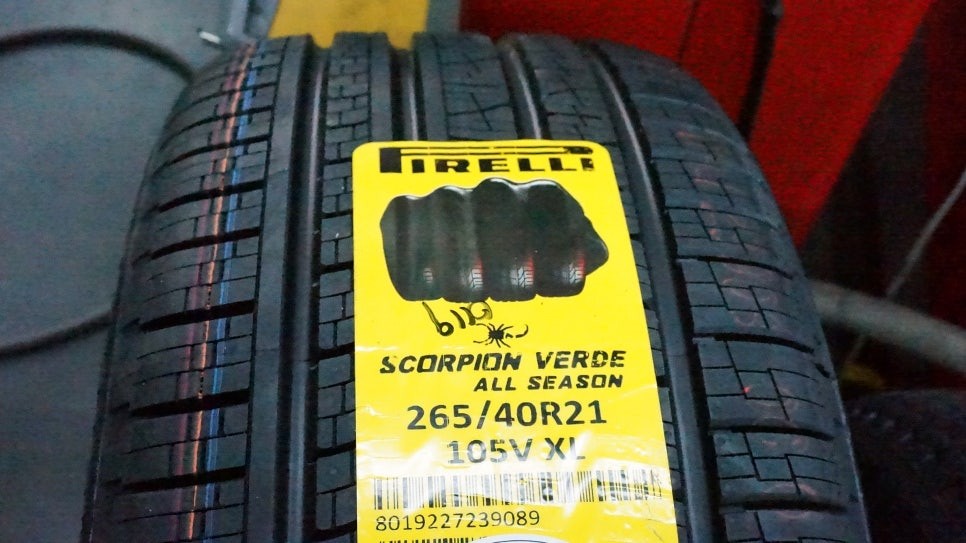 PIRELLI
SCORPION VERDE
ALL SEASON
265/40R21
105V XL
8019227239089